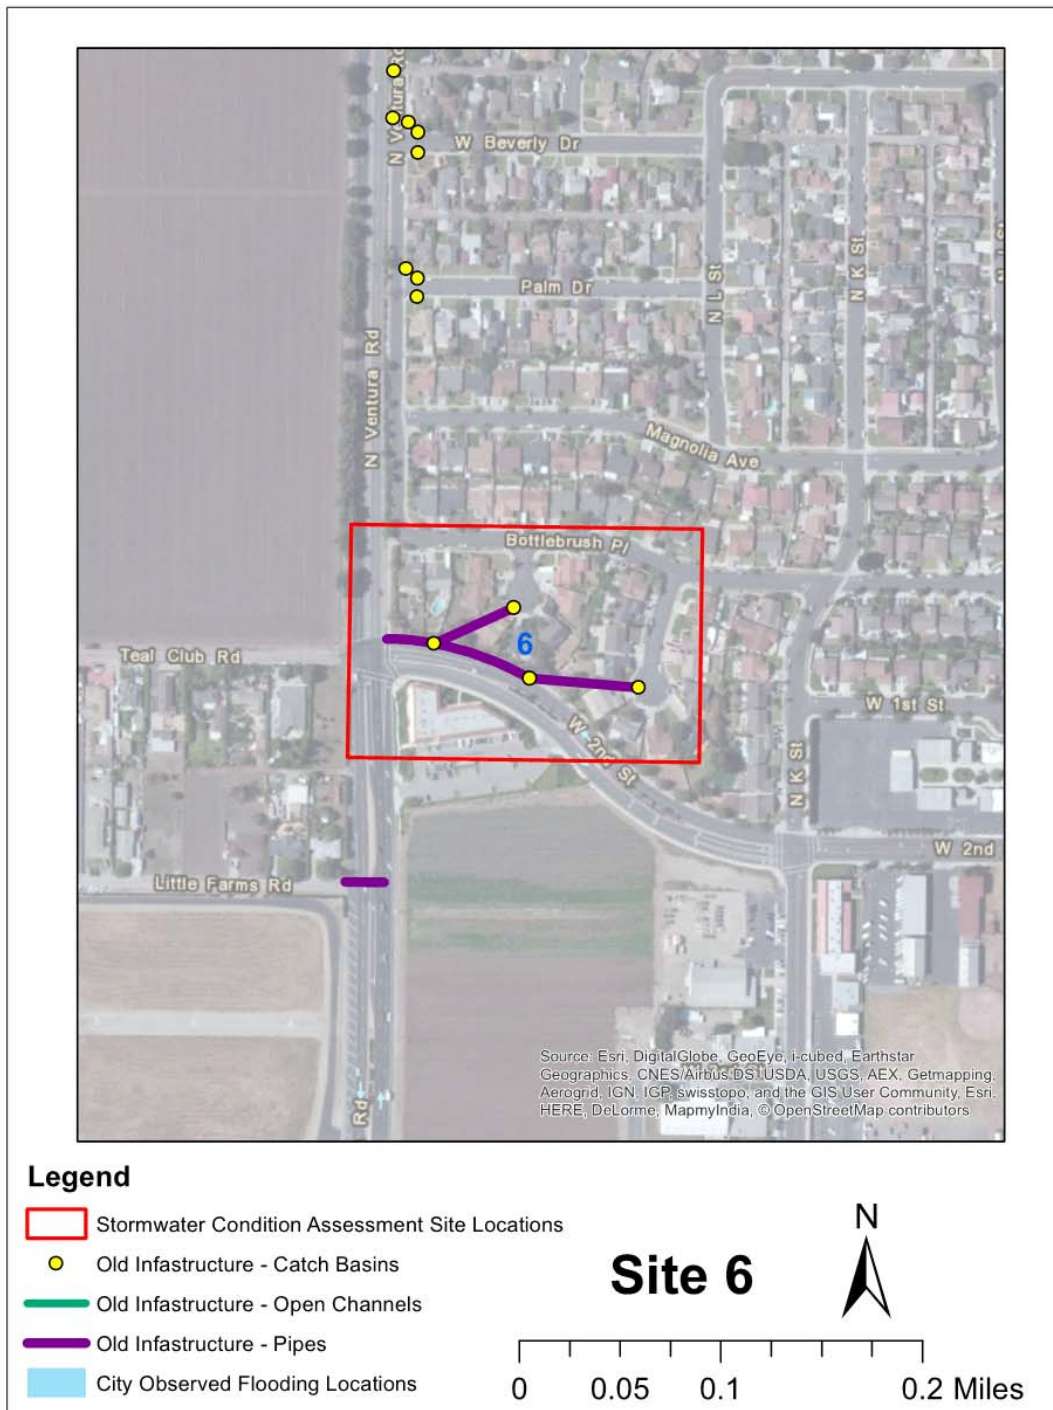 N Ventura Rd
W Beverly Dr
Palm Dr
N L St
N K St
N Ventura Rd
Magnolia Ave
Bottlebrush Pl
6
Teal Club Rd
W 2nd St
W 1st St
N K St
W 2nd
Little Farms Rd
Rd
Source: Esri, DigitalGlobe, GeoEye, i-cubed, Earthstar
Geographics, CNES/Airbus DS, USDA, USGS, AEX, Getmapping,
Aerogrid, IGN, IGP, swisstopo, and the GIS User Community, Esri,
HERE, DeLorme, MapmyIndia, © OpenStreetMap contributors
Legend
Stormwater Condition Assessment Site Locations
Old Infastructure - Catch Basins
Old Infastructure - Open Channels
Old Infastructure - Pipes
City Observed Flooding Locations
Site 6
N
0 0.05 0.1 0.2 Miles